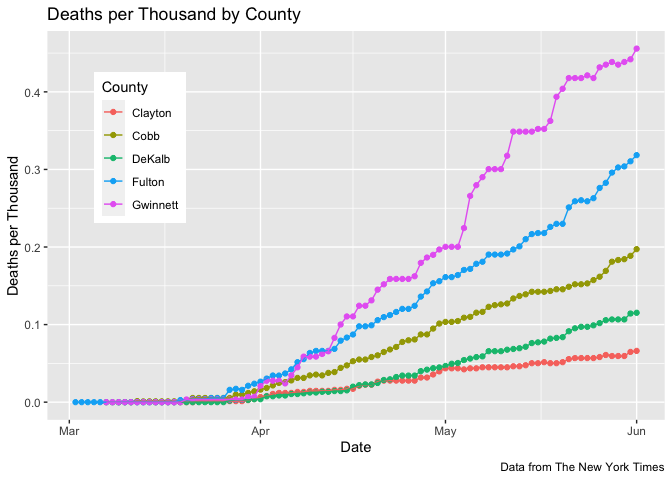 Deaths per Thousand by County
Deaths per Thousand
0.4
0.3
0.2
0.1
0.0
County
Clayton
Cobb
DeKalb
Fulton
Gwinnett
Mar
Apr
May
Jun
Date
Data from The New York Times